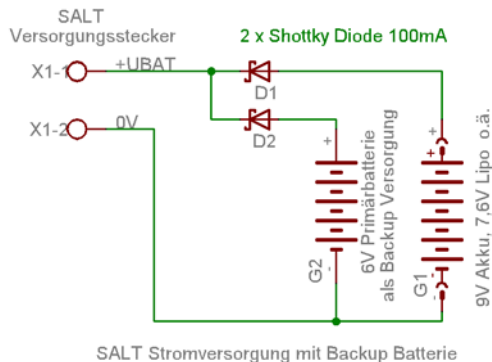 SALT
Versorgungsstecker
2 x Shottky Diode 100mA
X1-1
+UBAT
D1
X1-2
0V
D2
+
+
+
6V Primärbatterie
als Backup Versorgung
9V Akku, 7,6V Lipo o.ä.
G2
-
G1
-
-
SALT Stromversorgung mit Backup Batterie